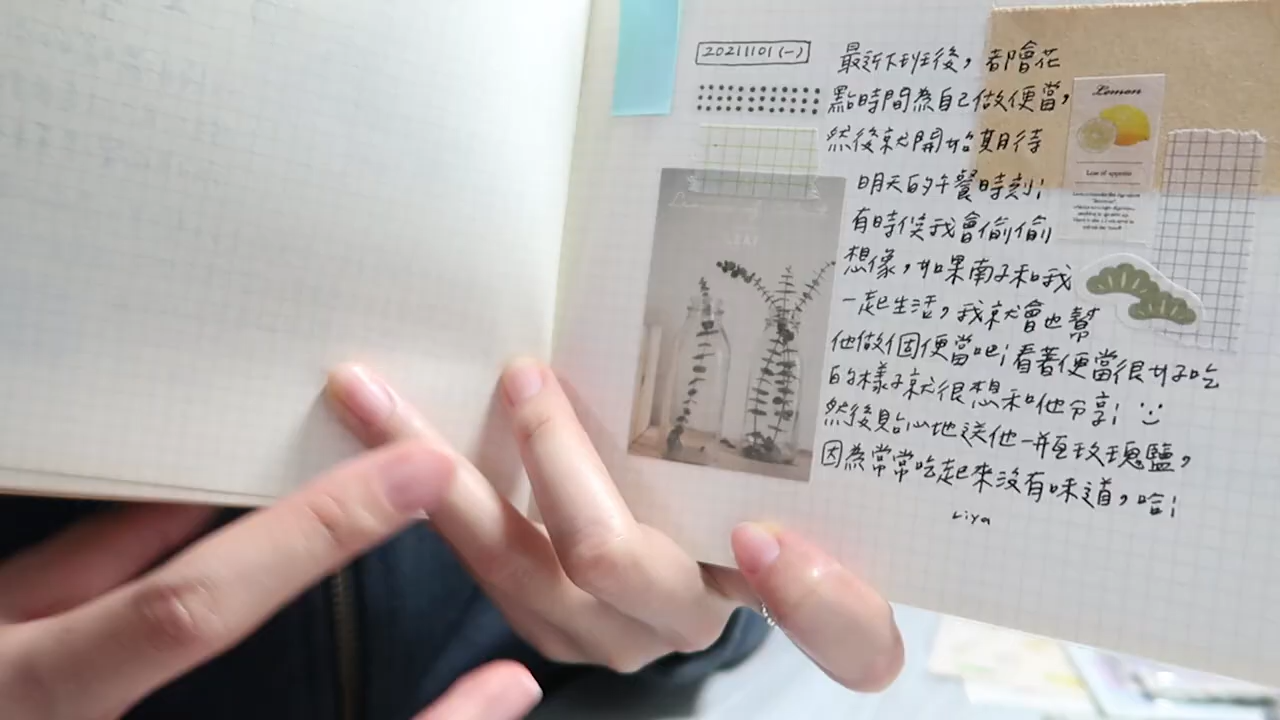 20211101(一)
最近下班後，都會花
點時間為自己做便當，
然後就開始期待
明天的午餐時刻！
有時候我會偷偷
想像，如果南子和我
一起生活，我就會也幫
他做個便當吧！看著便當很好吃
的樣子就很想和他分享！:)
然後貼心地送他一瓶玫瑰鹽，
因為常常吃起來沒有味道，哈！
Liya
Lemon
Loss of appetite